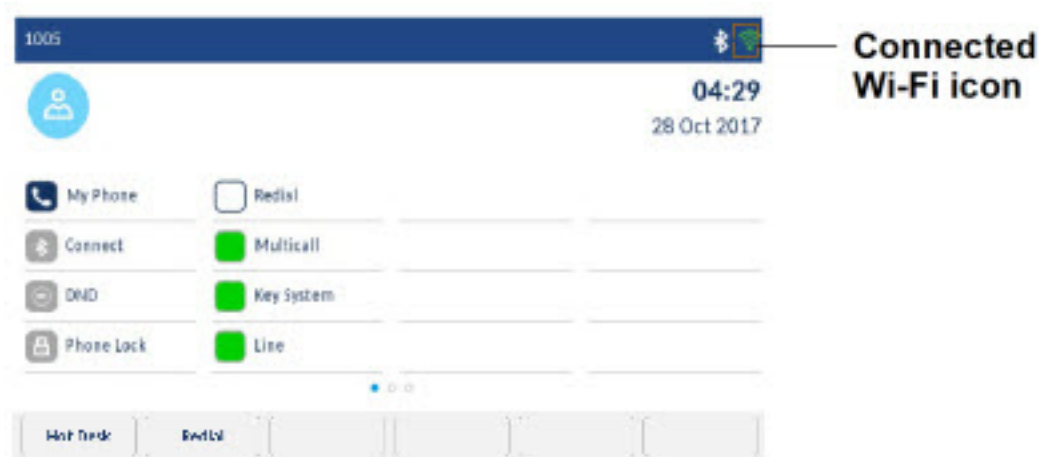 1005
Connected
Wi-Fi icon
04:29
28 Oct 2017
My Phone
Redial
Connect
Multicall
DND
Key System
Phone Lock
Line
Hot Desk
Redial